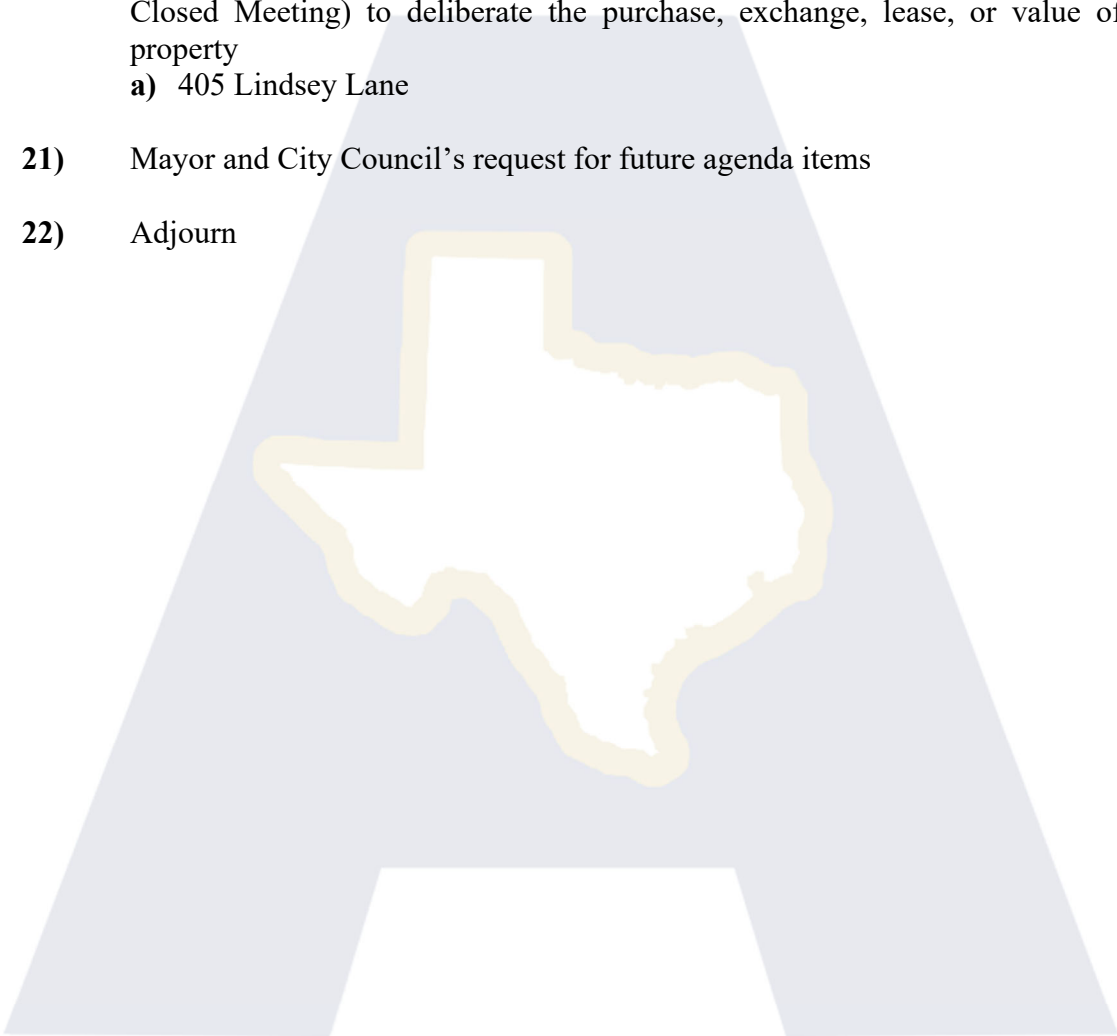 Closed Meeting) to deliberate the purchase, exchange, lease, or value of
property
a) 405 Lindsey Lane
21) Mayor and City Council’s request for future agenda items
22) Adjourn